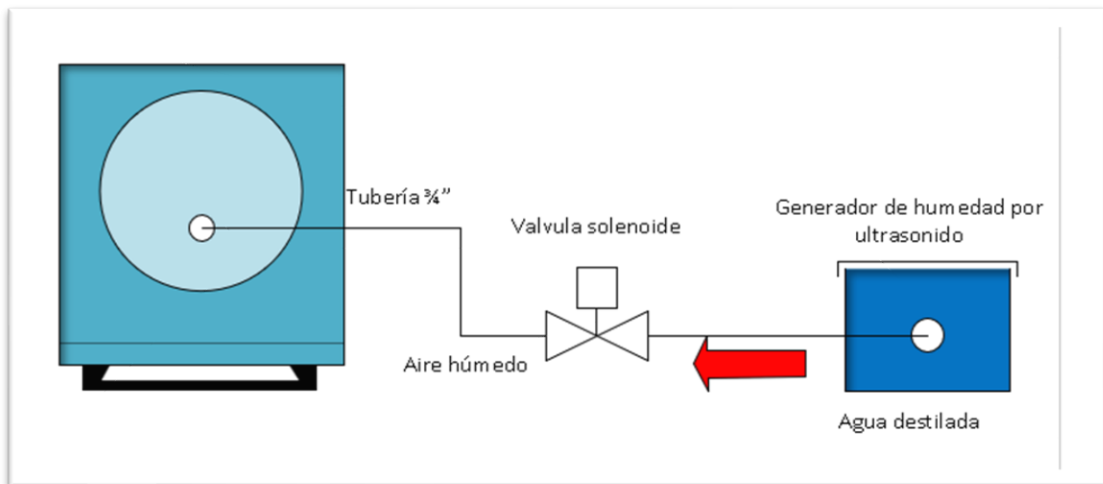 Tubería ¾”
Valvula solenoide
Generador de humedad por
ultrasonido
Aire húmedo
Agua destilada